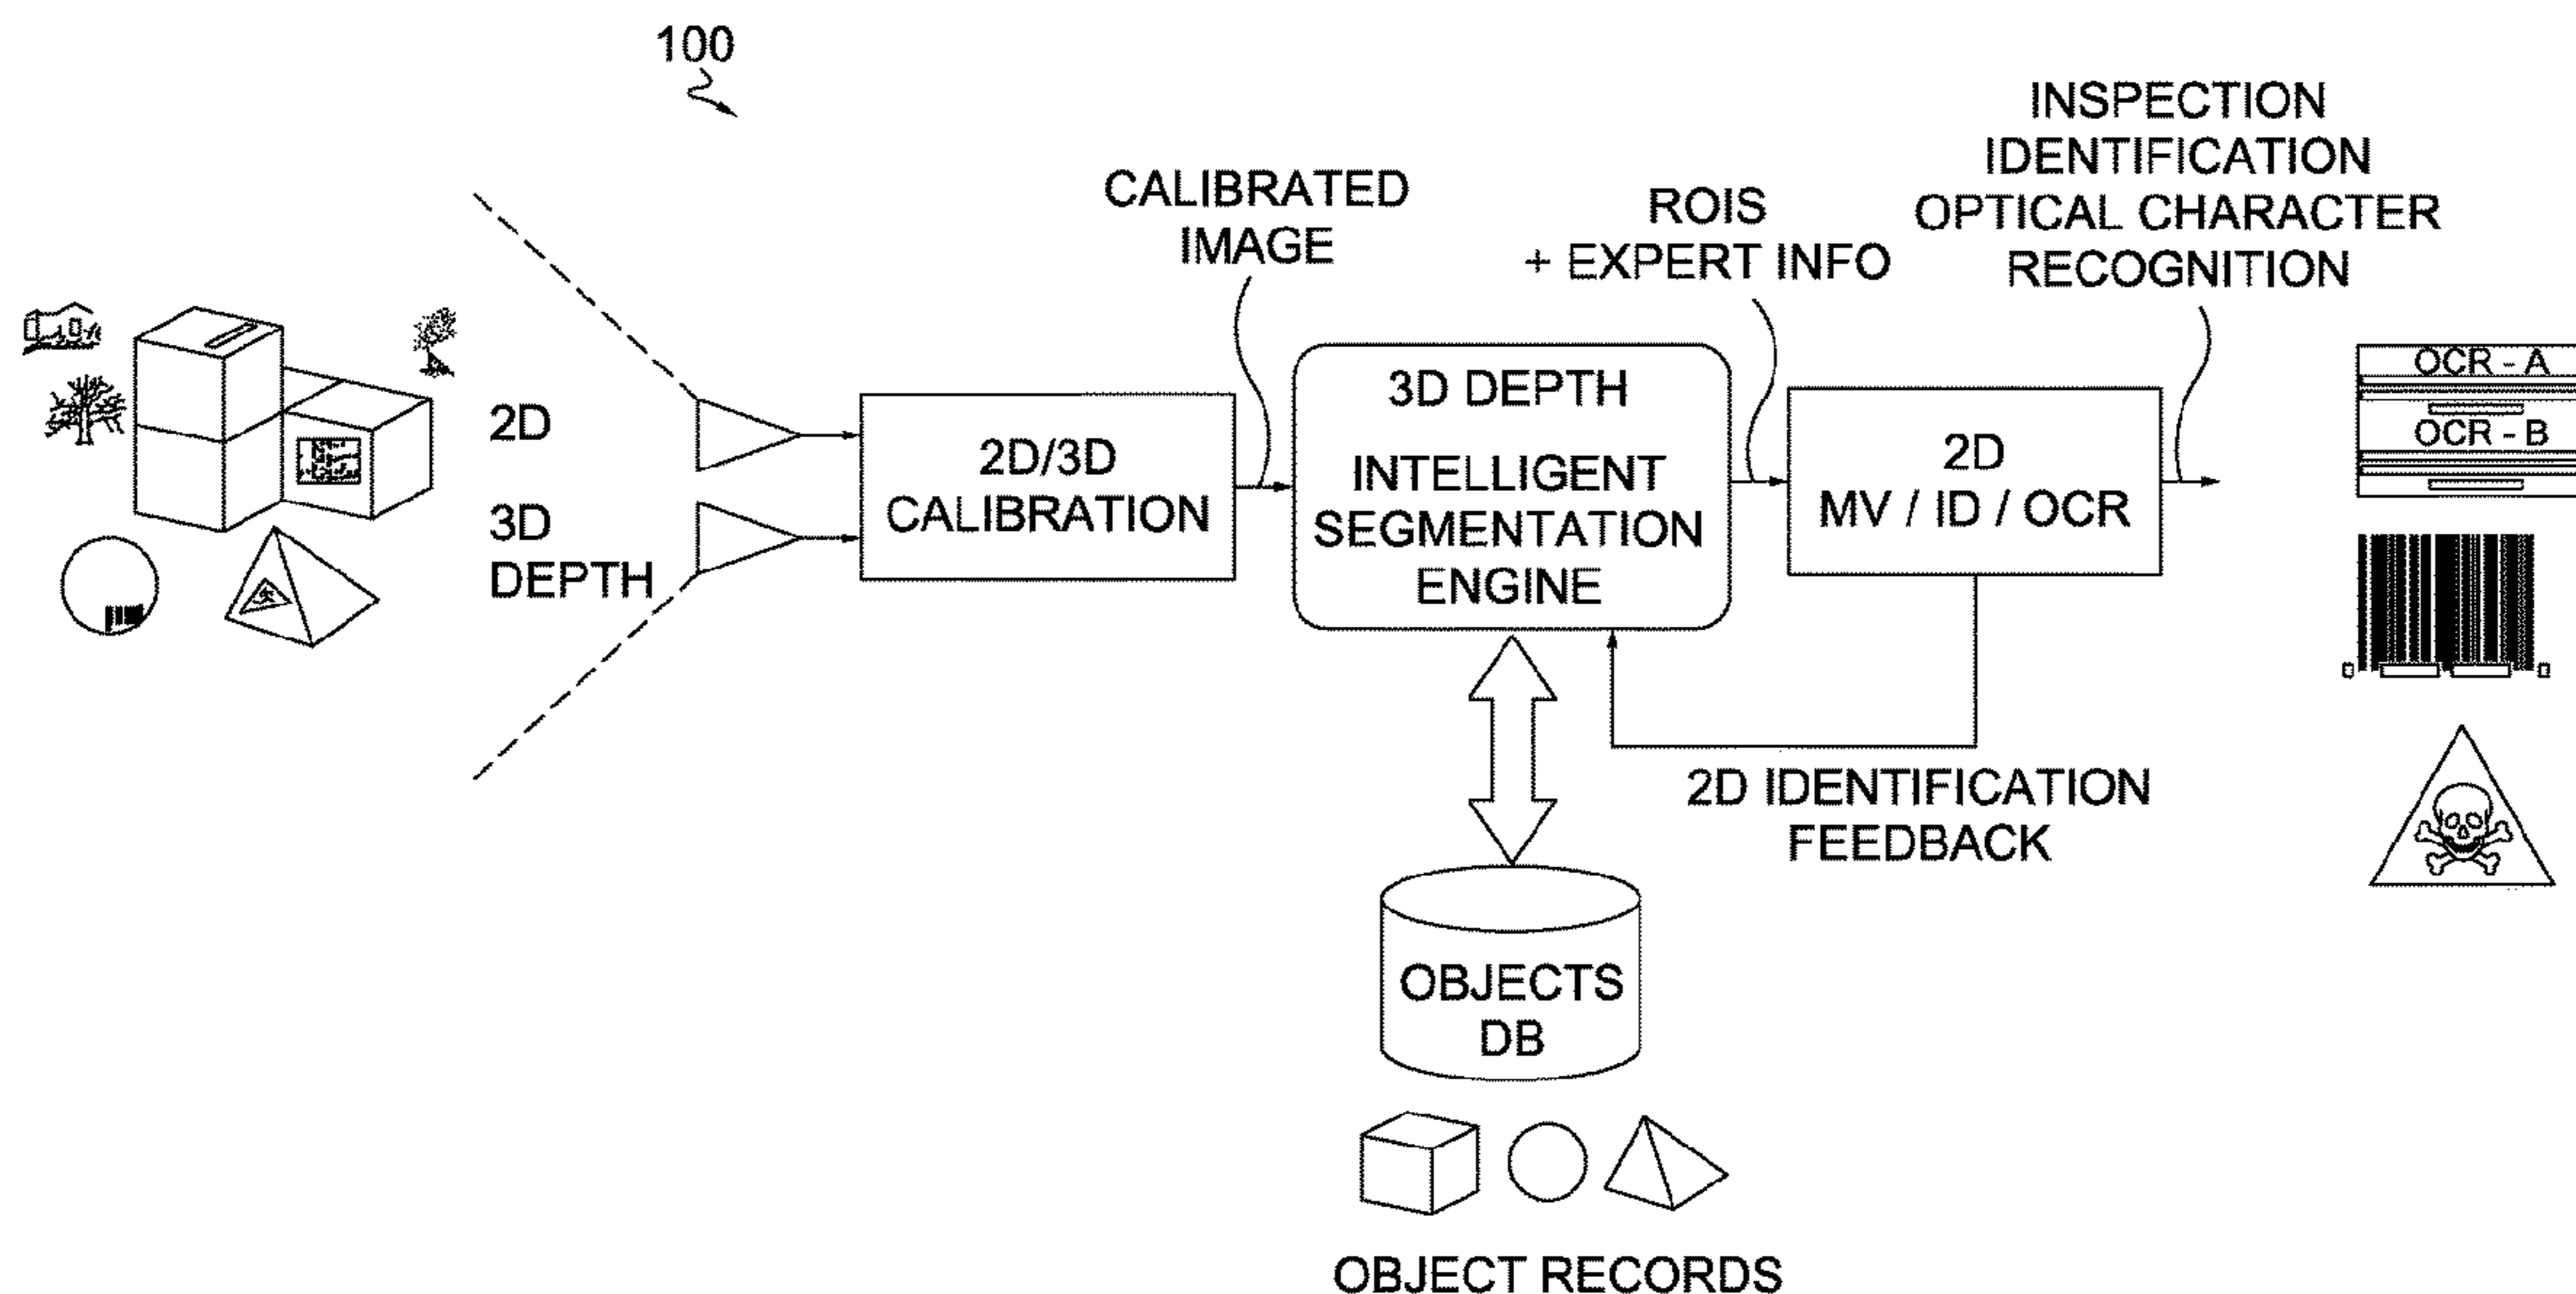 100
INSPECTION
IDENTIFICATION
OPTICAL CHARACTER
RECOGNITION
CALIBRATED
IMAGE
ROIS
+ EXPERT INFO
2D
3D
DEPTH
2D/3D
CALIBRATION
3D DEPTH
INTELLIGENT
SEGMENTATION
ENGINE
2D
MV / ID / OCR
OCR - A
OCR - B
2D IDENTIFICATION
FEEDBACK
OBJECTS
DB
OBJECT RECORDS